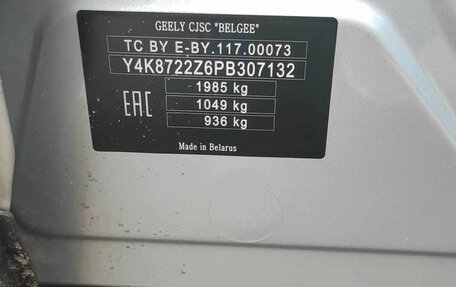 GEELY CJSC "BELGEE"
TC BY E-BY.117.00073
Y4K8722Z6PB307132
1985 kg
EAC 1049 kg
936 kg
Made in Belarus